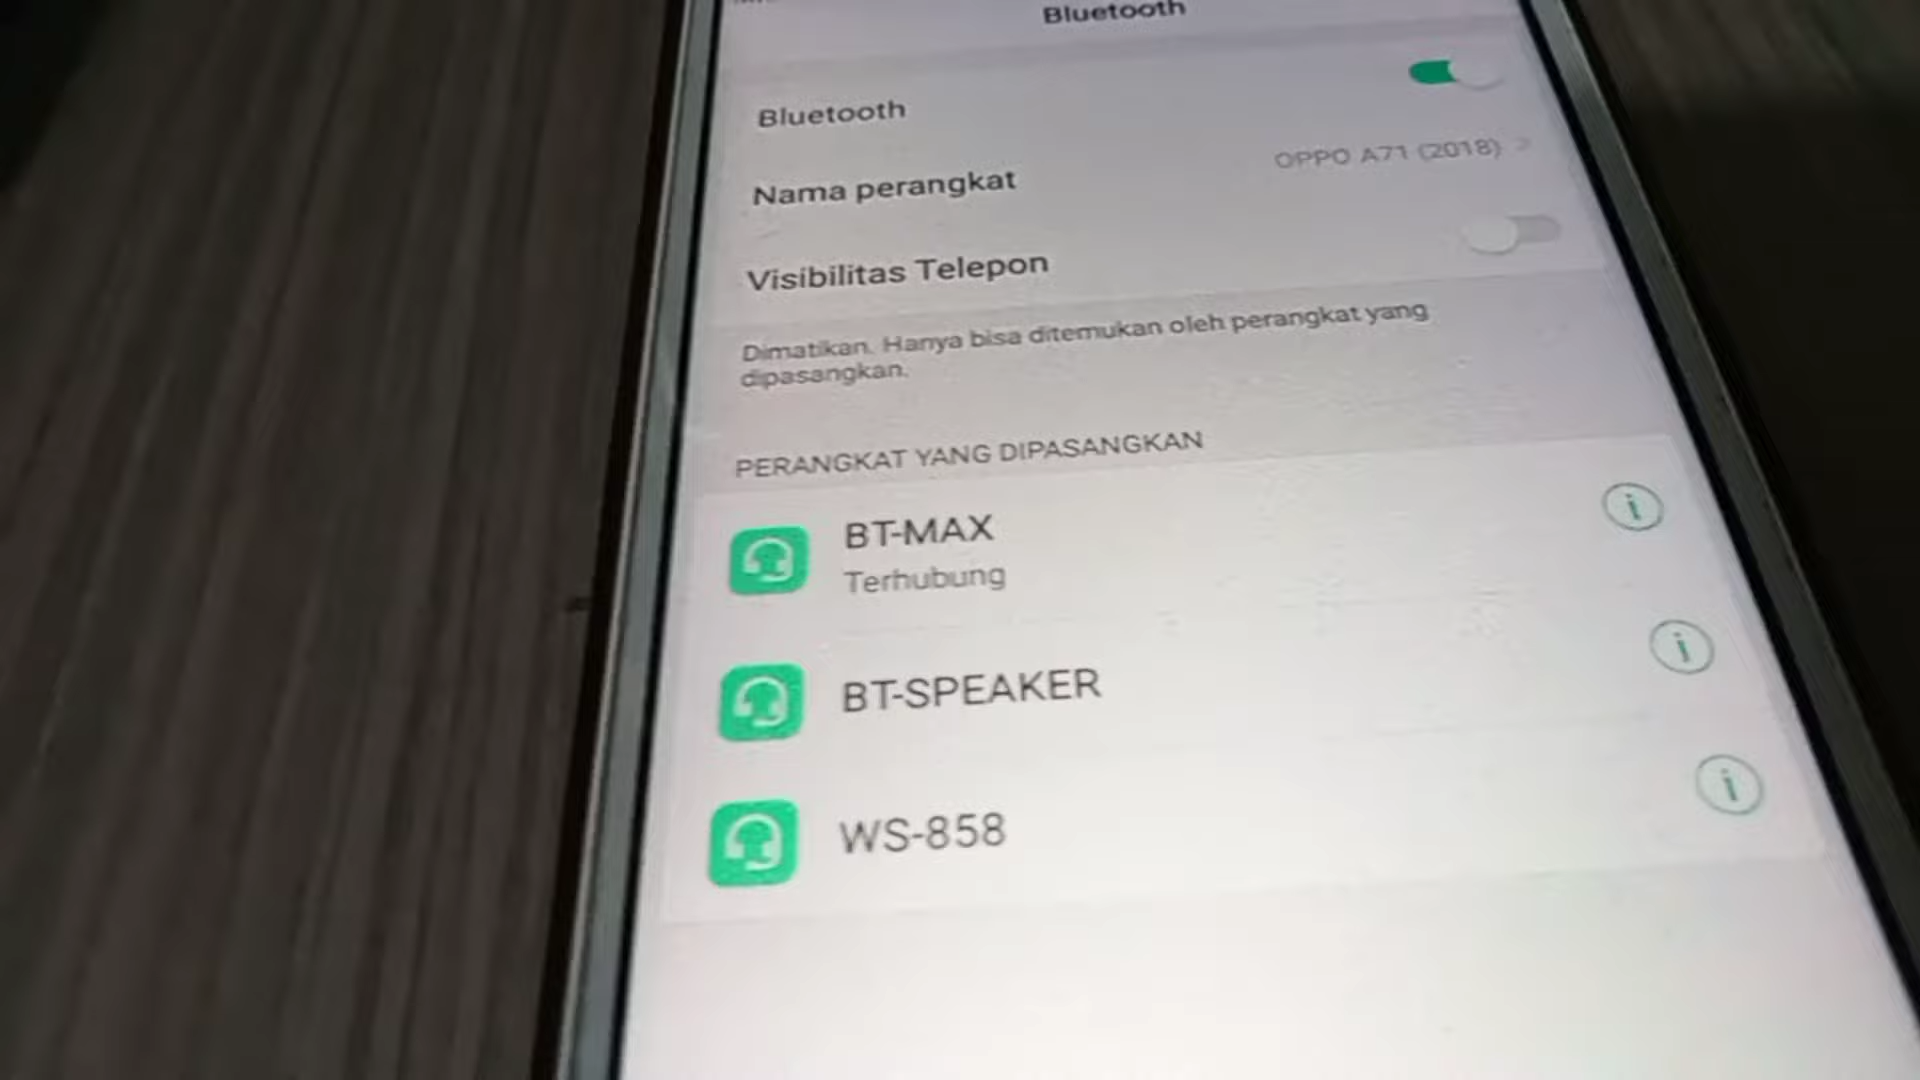 Bluetooth
Bluetooth
Nama perangkat
OPPO A71 (2018)
Visibilitas Telepon
Dimatikan. Hanya bisa ditemukan oleh perangkat yang
dipasangkan.
PERANGKAT YANG DIPASANGKAN
BT-MAX
Terhubung
BT-SPEAKER
WS-858